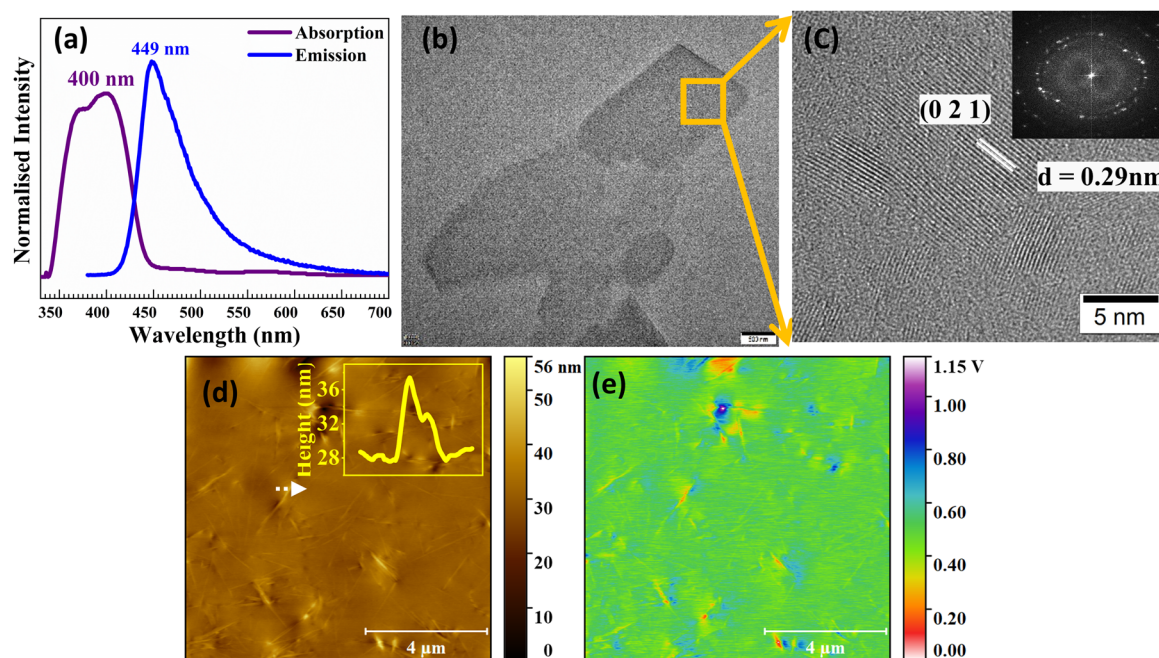 (a)
Absorption
Emission
449 nm
400 nm
Normalised Intensity
350 400 450 500 550 600 650 700
Wavelength (nm)
(b)
(C)
(0 2 1)
d = 0.29nm
5 nm
(d)
Height (nm)
36
32
28
4 µm
56 nm
50
40
30
20
10
0
(e)
4 µm
1.15 V
1.00
0.80
0.60
0.40
0.20
0.00